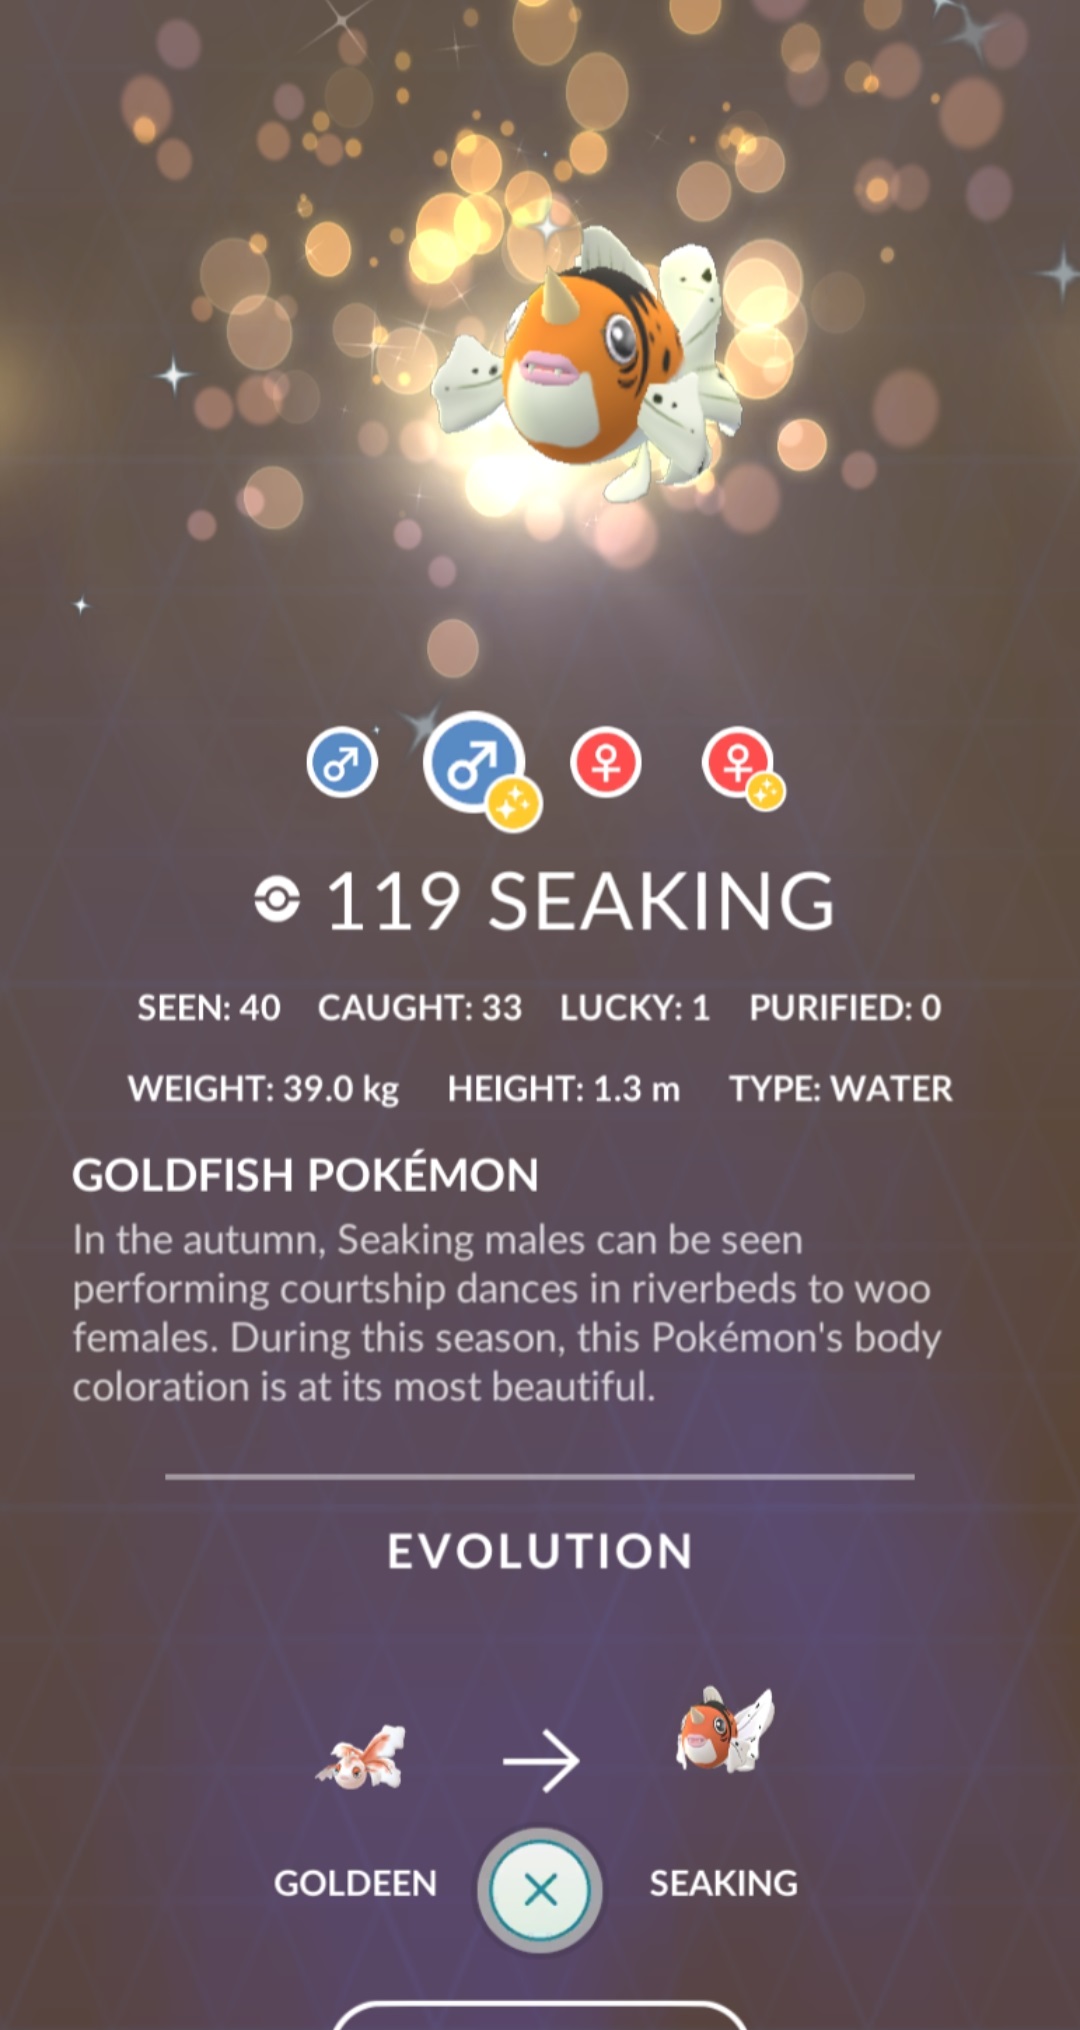 119 SEAKING
SEEN: 40 CAUGHT: 33 LUCKY: 1 PURIFIED: 0
WEIGHT: 39.0 kg HEIGHT: 1.3 m TYPE: WATER
GOLDFISH POKÉMON
In the autumn, Seaking males can be seen
performing courtship dances in riverbeds to woo
females. During this season, this Pokémon's body
coloration is at its most beautiful.
EVOLUTION
GOLDEEN SEAKING